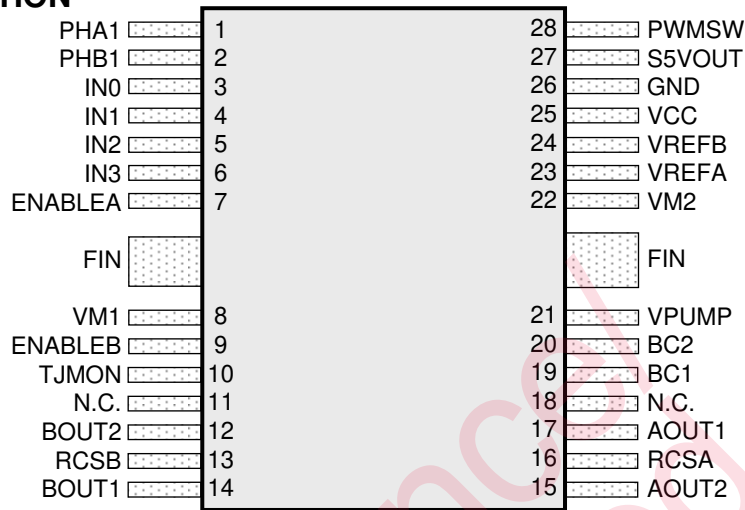 PHA1 1 28 PWMSW
PHB1 2 27 S5VOUT
IN0 3 26 GND
IN1 4 25 VCC
IN2 5 24 VREFB
IN3 6 23 VREFA
ENABLEA 7 22 VM2
FIN FIN
VM1 8 21 VPUMP
ENABLEB 9 20 BC2
TJMON 10 19 BC1
N.C. 11 18 N.C.
BOUT2 12 17 AOUT1
RCSB 13 16 RCSA
BOUT1 14 15 AOUT2